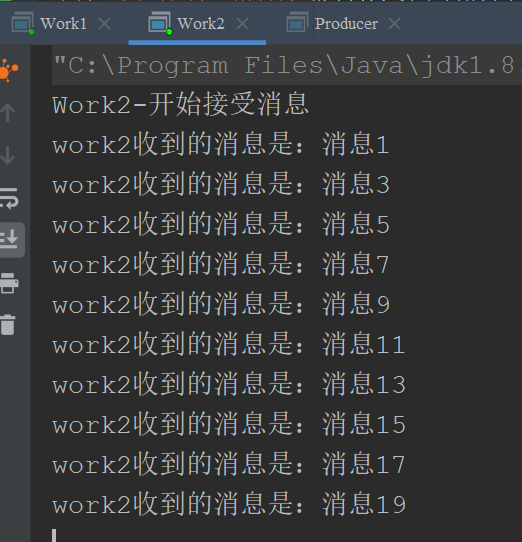 Work1 Work2 Producer
"C:\Program Files\Java\jdk1.8
Work2-开始接受消息
work2收到的消息是：消息1
work2收到的消息是：消息3
work2收到的消息是：消息5
work2收到的消息是：消息7
work2收到的消息是：消息9
work2收到的消息是：消息11
work2收到的消息是：消息13
work2收到的消息是：消息15
work2收到的消息是：消息17
work2收到的消息是：消息19